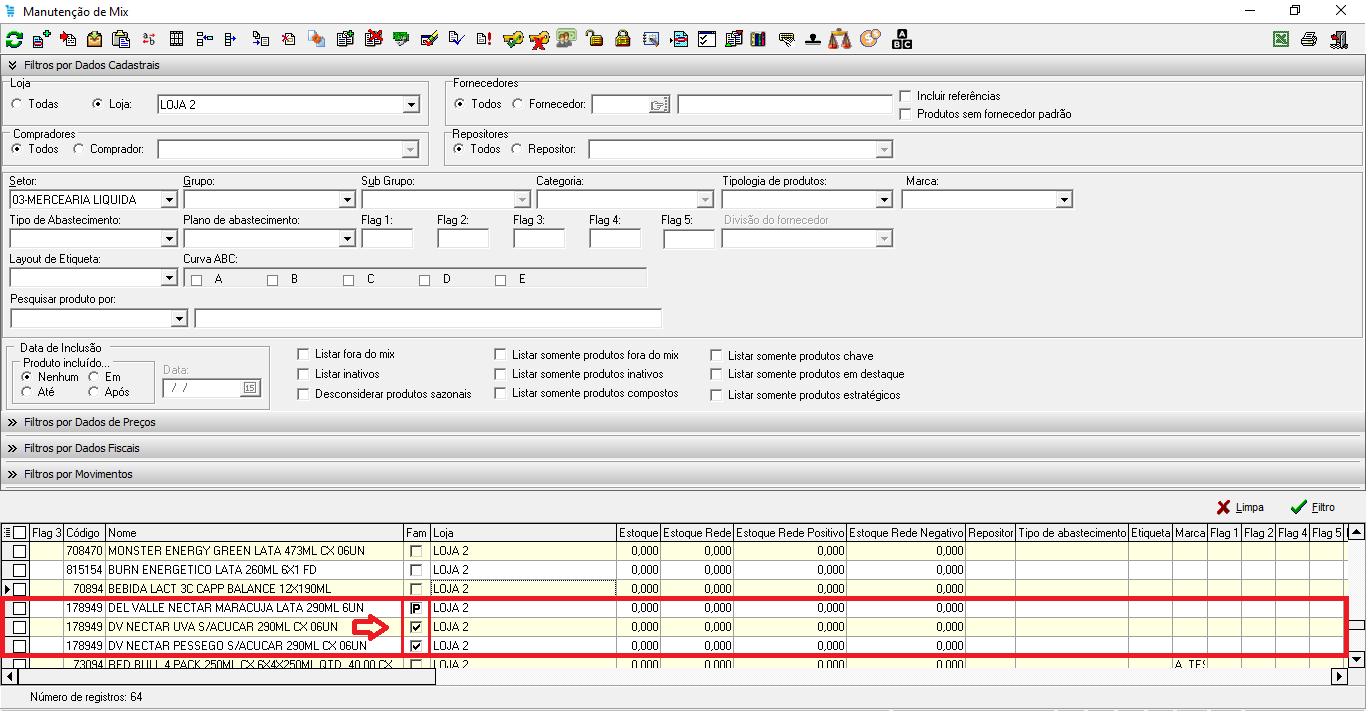 Manutenção de Mix
Filtros por Dados Cadastrais
Loja
Todas Loja: LOJA 2
Fornecedores
Todos Fornecedor:
Incluir referências
Produtos sem fornecedor padrão
Compradores
Todos Comprador:
Repositores
Todos Repositor:
Setor: Grupo: Sub Grupo: Categoria: Tipologia de produtos: Marca:
03-MERCEARIA LIQUIDA
Tipo de Abastecimento: Plano de abastecimento: Flag 1: Flag 2: Flag 3: Flag 4: Flag 5: Divisão do fornecedor
Layout de Etiqueta: Curva ABC:
A B C D E
Pesquisar produto por:
Data de Inclusão
Produto incluído...
Nenhum Em
Até Após
Data:
/ / 15
Listar fora do mix Listar somente produtos fora do mix Listar somente produtos chave
Listar inativos Listar somente produtos inativos Listar somente produtos em destaque
Desconsiderar produtos sazonais Listar somente produtos compostos Listar somente produtos estratégicos
Filtros por Dados de Preços
Filtros por Dados Fiscais
Filtros por Movimentos
Limpa Filtro
Flag 3 Código Nome Fam Loja Estoque Estoque Rede Estoque Rede Positivo Estoque Rede Negativo Repositor Tipo de abastecimento Etiqueta Marca Flag 1 Flag 2 Flag 4 Flag 5
708470 MONSTER ENERGY GREEN LATA 473ML CX 06UN LOJA 2 0,000 0,000 0,000 0,000
815154 BURN ENERGETICO LATA 260ML 6X1 FD LOJA 2 0,000 0,000 0,000 0,000
70894 BEBIDA LACT 3C CAPP BALANCE 12X190ML LOJA 2 0,000 0,000 0,000 0,000
178949 DEL VALLE NECTAR MARACUJA LATA 290ML 6UN P LOJA 2 0,000 0,000 0,000 0,000
178949 DV NECTAR UVA S/ACUCAR 290ML CX 06UN LOJA 2 0,000 0,000 0,000 0,000
178949 DV NECTAR PESSEGO S/ACUCAR 290ML CX 06UN LOJA 2 0,000 0,000 0,000 0,000
73094 RED BULL 4 PACK 250ML CX 6X4X250ML QTD. 40,00 CX LOJA 2 0,000 0,000 0,000 0,000 A TES
Número de registros: 64